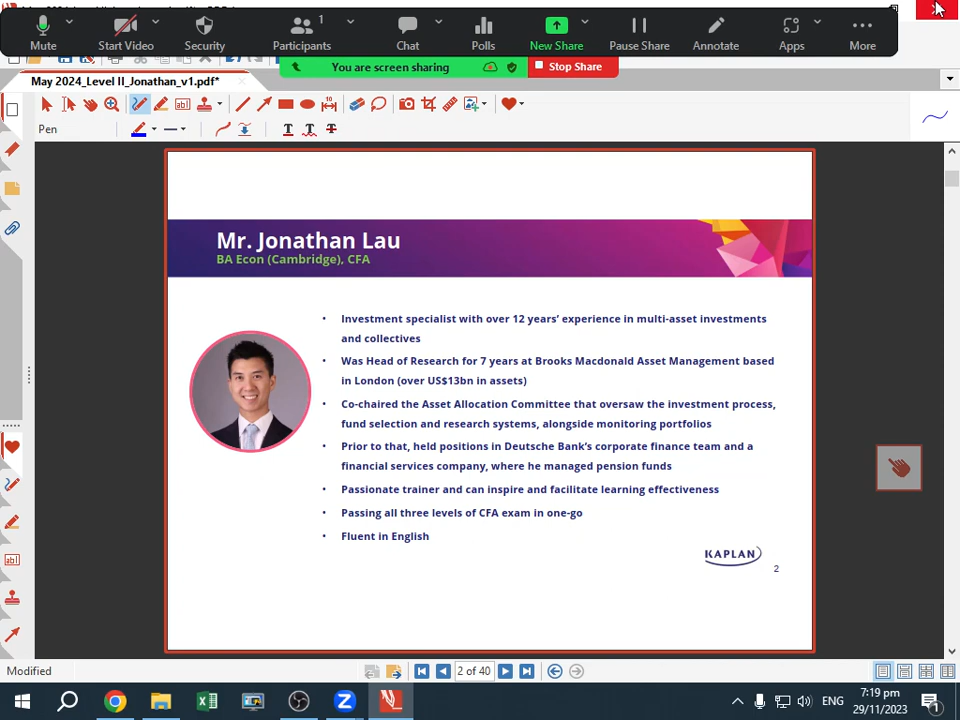 Mute
Start Video
Security
Participants
1
Chat
Polls
New Share
Pause Share
Annotate
Apps
More
You are screen sharing
Stop Share
May 2024_Level II_Jonathan_v1.pdf*
Pen
Mr. Jonathan Lau
BA Econ (Cambridge), CFA
• Investment specialist with over 12 years' experience in multi-asset investments
and collectives
• Was Head of Research for 7 years at Brooks Macdonald Asset Management based
in London (over US$13bn in assets)
• Co-chaired the Asset Allocation Committee that oversaw the investment process,
fund selection and research systems, alongside monitoring portfolios
• Prior to that, held positions in Deutsche Bank's corporate finance team and a
financial services company, where he managed pension funds
• Passionate trainer and can inspire and facilitate learning effectiveness
• Passing all three levels of CFA exam in one-go
• Fluent in English
KAPLAN
2
Modified
2 of 40
ENG
7:19 pm
29/11/2023
1